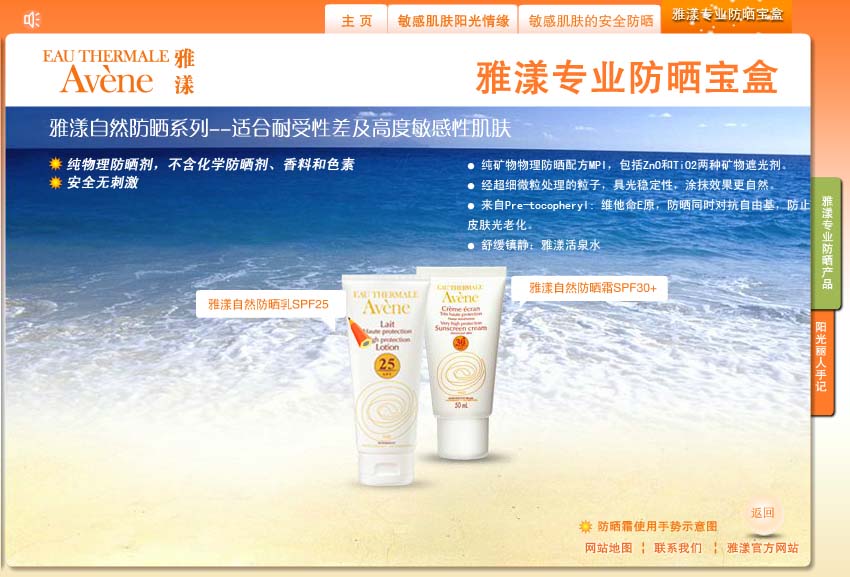 主 页
敏感肌肤阳光情缘
敏感肌肤的安全防晒
雅漾专业防晒宝盒
EAU THERMALE
Avène
雅漾
雅漾专业防晒宝盒
雅漾自然防晒系列--适合耐受性差及高度敏感性肌肤
纯物理防晒剂，不含化学防晒剂、香料和色素
安全无刺激
● 纯矿物物理防晒配方MPI，包括ZnO和TiO2两种矿物遮光剂。
● 经超细微粒处理的粒子，具光稳定性，涂抹效果更自然。
● 来自Pre-tocopheryl: 维他命E原，防晒同时对抗自由基，防止
皮肤光老化。
● 舒缓镇静: 雅漾活泉水
雅漾专业防晒产品
阳光丽人手记
雅漾自然防晒乳SPF25
雅漾自然防晒霜SPF30+
EAU THERMALE
Avène
Lait
Haute protection
High protection
Lotion
25
EAU THERMALE
Avène
Crème écran
Très haute protection
Very high protection
Sunscreen cream
30
50 mL
返回
防晒霜使用手势示意图
网站地图 ¦ 联系我们 ¦ 雅漾官方网站